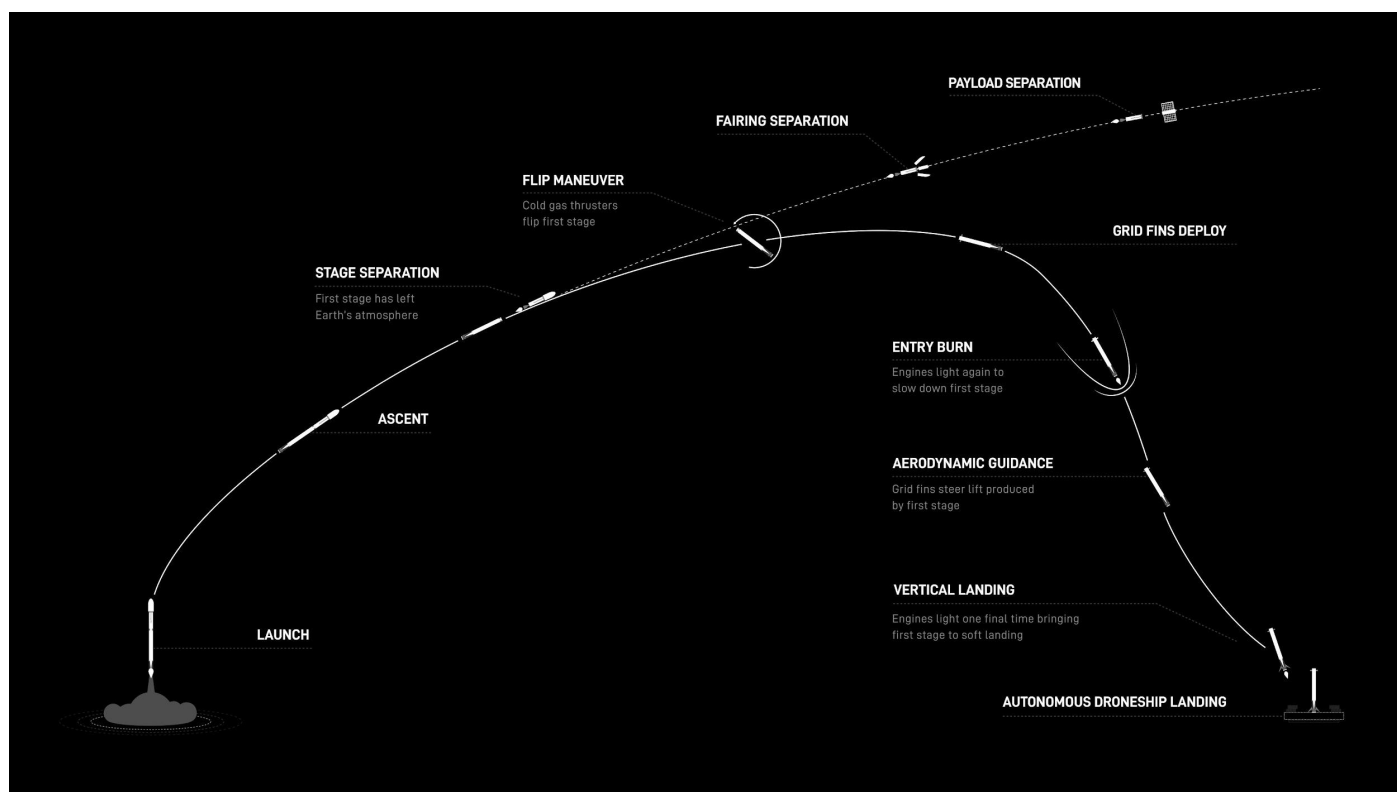 PAYLOAD SEPARATION
FAIRING SEPARATION
FLIP MANEUVER
Cold gas thrusters
flip first stage
GRID FINS DEPLOY
STAGE SEPARATION
First stage has left
Earth's atmosphere
ENTRY BURN
Engines light again to
slow down first stage
ASCENT
AERODYNAMIC GUIDANCE
Grid fins steer lift produced
by first stage
VERTICAL LANDING
Engines light one final time bringing
first stage to soft landing
LAUNCH
AUTONOMOUS DRONESHIP LANDING